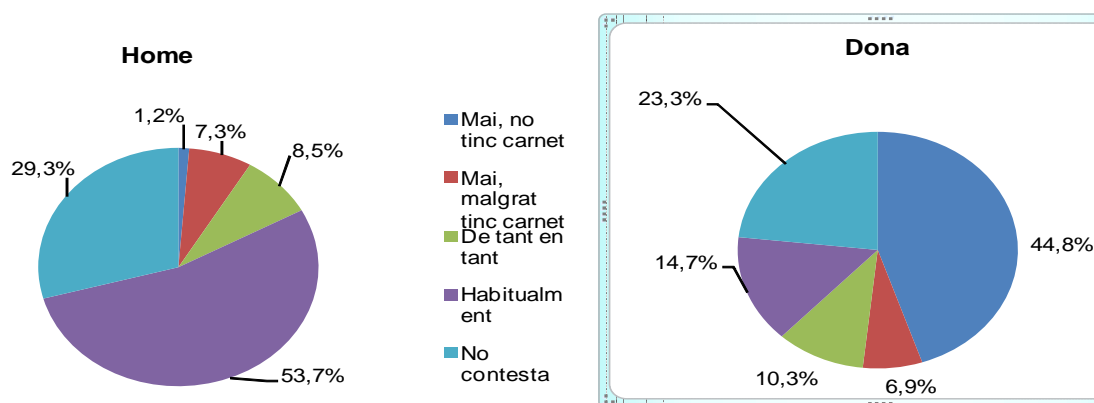 Home
1,2%
7,3%
8,5%
29,3%
53,7%
Mai, no
tinc carnet
Mai,
malgrat
tinc carnet
De tant en
tant
Habitualm
ent
No
contesta
Dona
23,3%
44,8%
14,7%
10,3%
6,9%